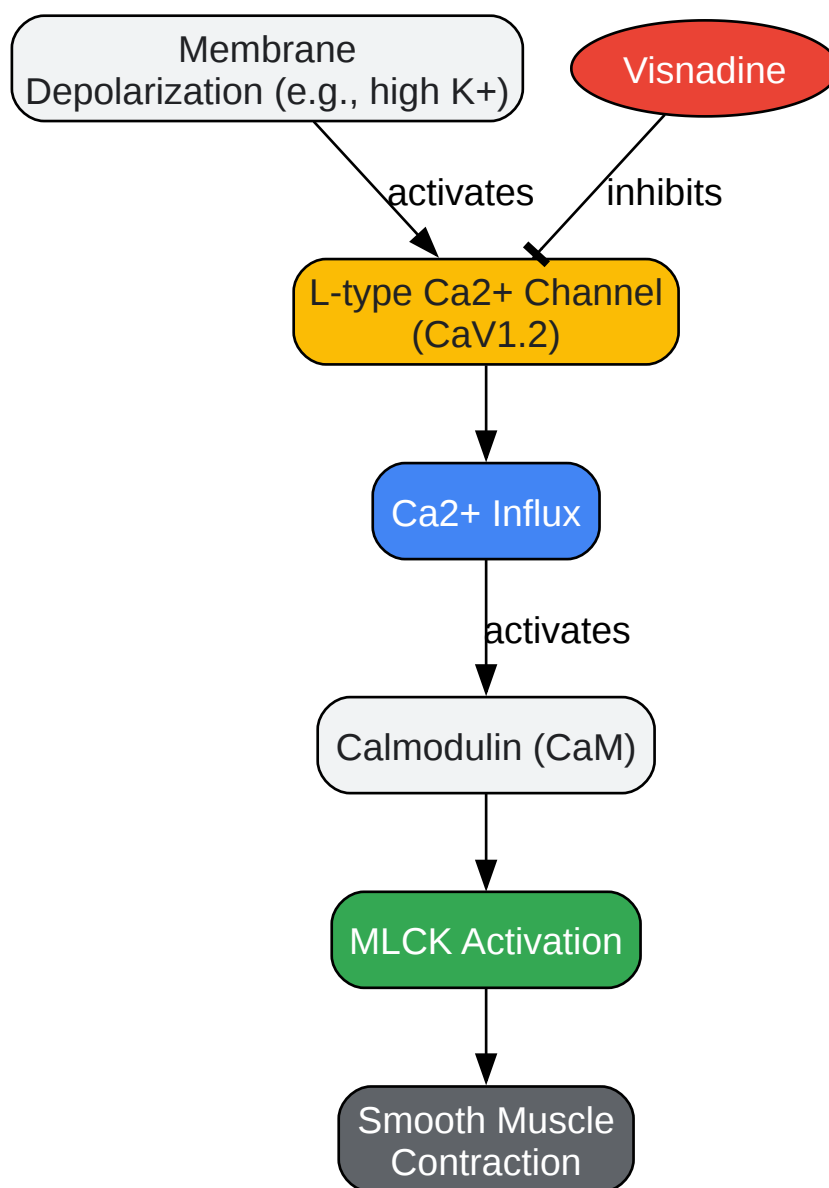 Membrane
Depolarization (e.g., high K+)
Visnadine
activates
inhibits
L-type Ca2+ Channel
(CaV1.2)
Ca2+ Influx
activates
Calmodulin (CaM)
MLCK Activation
Smooth Muscle
Contraction